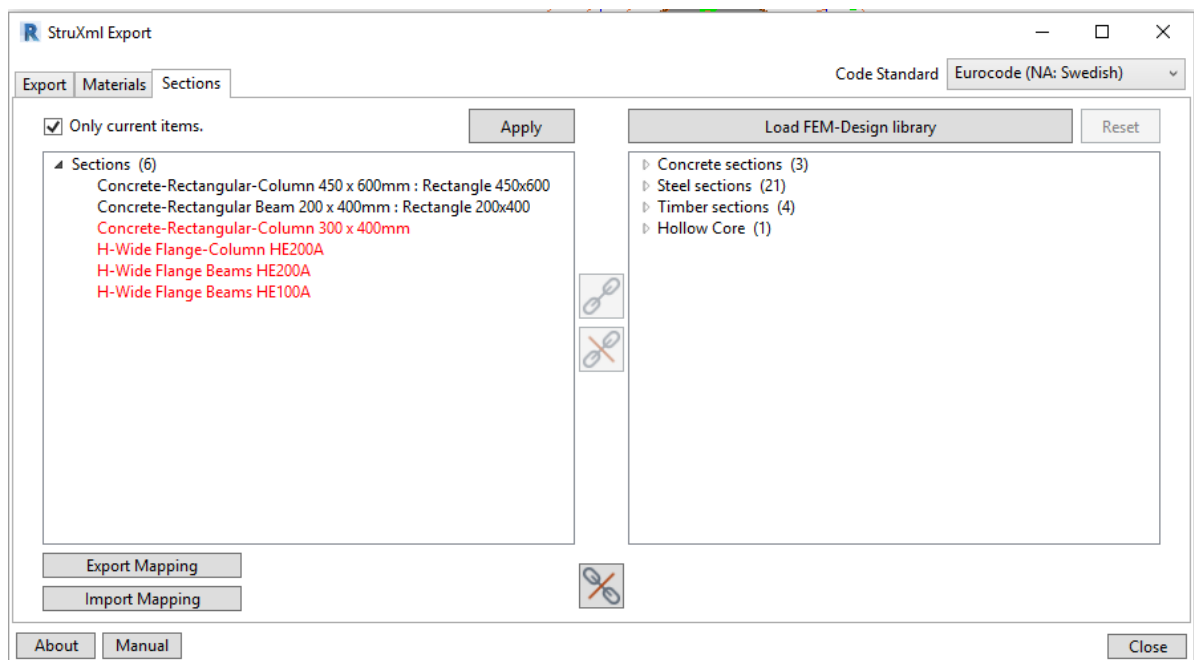 StruXml Export
Export Materials Sections
Code Standard Eurocode (NA: Swedish)
Only current items.
Apply
Load FEM-Design library
Reset
Sections (6)
Concrete-Rectangular-Column 450 x 600mm : Rectangle 450x600
Concrete-Rectangular Beam 200 x 400mm : Rectangle 200x400
Concrete-Rectangular-Column 300 x 400mm
H-Wide Flange-Column HE200A
H-Wide Flange Beams HE200A
H-Wide Flange Beams HE100A
Concrete sections (3)
Steel sections (21)
Timber sections (4)
Hollow Core (1)
Export Mapping
Import Mapping
About
Manual
Close